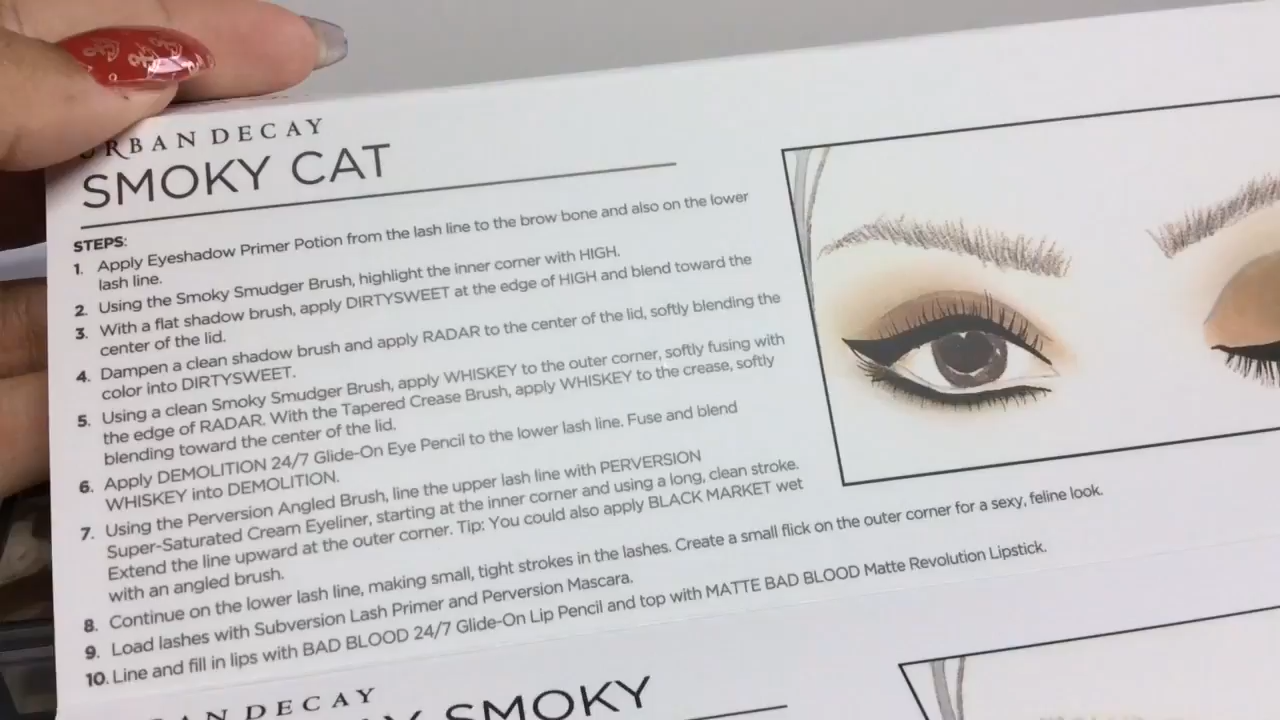 URBAN DECAY
SMOKY CAT
STEPS:
1. Apply Eyeshadow Primer Potion from the lash line to the brow bone and also on the lower
lash line.
2. Using the Smoky Smudger Brush, highlight the inner corner with HIGH.
3. With a flat shadow brush, apply DIRTYSWEET at the edge of HIGH and blend toward the
center of the lid.
4. Dampen a clean shadow brush and apply RADAR to the center of the lid, softly blending the
color into DIRTYSWEET.
5. Using a clean Smoky Smudger Brush, apply WHISKEY to the outer corner, softly fusing with
the edge of RADAR. With the Tapered Crease Brush, apply WHISKEY to the crease, softly
blending toward the center of the lid.
6. Apply DEMOLITION 24/7 Glide-On Eye Pencil to the lower lash line. Fuse and blend
WHISKEY into DEMOLITION.
7. Using the Perversion Angled Brush, line the upper lash line with PERVERSION
Super-Saturated Cream Eyeliner, starting at the inner corner and using a long, clean stroke.
Extend the line upward at the outer corner. Tip: You could also apply BLACK MARKET wet
with an angled brush.
8. Continue on the lower lash line, making small, tight strokes in the lashes. Create a small flick on the outer corner for a sexy, feline look.
9. Load lashes with Subversion Lash Primer and Perversion Mascara.
10. Line and fill in lips with BAD BLOOD 24/7 Glide-On Lip Pencil and top with MATTE BAD BLOOD Matte Revolution Lipstick.
DECAY
SMOKY